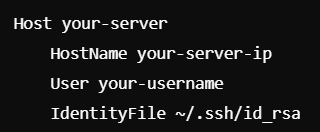 Host your-server
    HostName your-server-ip
    User your-username
    IdentityFile ~/.ssh/id_rsa